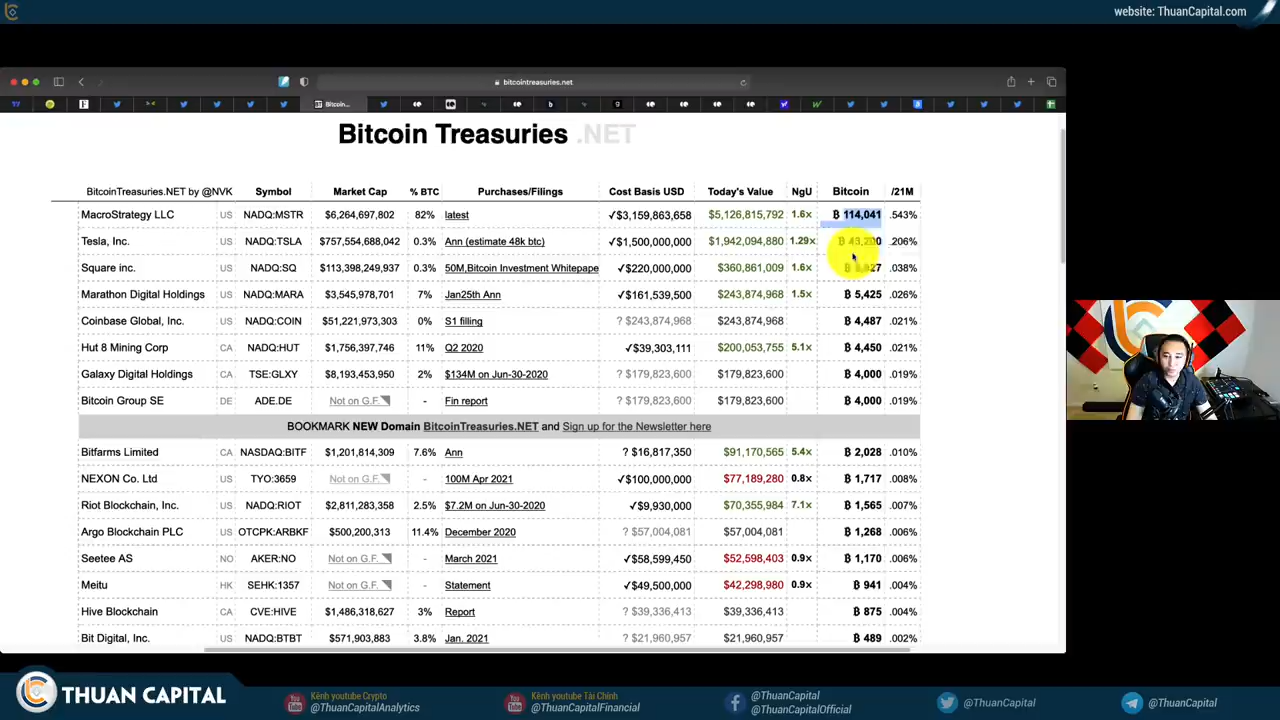 website: ThuanCapital.com
bitcointreasuries.net
Bitcoin...
Bitcoin Treasuries .NET
BitcoinTreasuries.NET by @NVK Symbol Market Cap % BTC Purchases/Filings Cost Basis USD Today's Value NgU Bitcoin /21M
MacroStrategy LLC US NADQ:MSTR $6,264,697,802 82% latest ✓$3,159,863,658 $5,126,815,792 1.6x ₿ 114,041 .543%
Tesla, Inc. US NADQ:TSLA $757,554,688,042 0.3% Ann (estimate 48k btc) ✓$1,500,000,000 $1,942,094,880 1.29x ₿ 43,200 .206%
Square inc. US NADQ:SQ $113,398,249,937 0.3% 50M,Bitcoin Investment Whitepape ✓$220,000,000 $360,861,009 1.6x ₿ .038%
Marathon Digital Holdings US NADQ:MARA $3,545,978,701 7% Jan25th Ann ✓$161,539,500 $243,874,968 1.5x ₿ 5,425 .026%
Coinbase Global, Inc. US NADQ:COIN $51,221,973,303 0% S1 filling ? $243,874,968 $243,874,968 ₿ 4,487 .021%
Hut 8 Mining Corp CA NADQ:HUT $1,756,397,746 11% Q2 2020 ✓$39,303,111 $200,053,755 5.1x ₿ 4,450 .021%
Galaxy Digital Holdings CA TSE:GLXY $8,193,453,950 2% $134M on Jun-30-2020 ? $179,823,600 $179,823,600 ₿ 4,000 .019%
Bitcoin Group SE DE ADE.DE Not on G.F. - Fin report ? $179,823,600 $179,823,600 ₿ 4,000 .019%
BOOKMARK NEW Domain BitcoinTreasuries.NET and Sign up for the Newsletter here
Bitfarms Limited CA NASDAQ:BITF $1,201,814,309 7.6% Ann ? $16,817,350 $91,170,565 5.4x ₿ 2,028 .010%
NEXON Co. Ltd US TYO:3659 Not on G.F. - 100M Apr 2021 ✓$100,000,000 $77,189,280 0.8x ₿ 1,717 .008%
Riot Blockchain, Inc. US NADQ:RIOT $2,811,283,358 2.5% $7.2M on Jun-30-2020 ✓$9,930,000 $70,355,984 7.1x ₿ 1,565 .007%
Argo Blockchain PLC US OTCPK:ARBKF $500,200,313 11.4% December 2020 ? $57,004,081 $57,004,081 ₿ 1,268 .006%
Seetee AS NO AKER:NO Not on G.F. - March 2021 ✓$58,599,450 $52,598,403 0.9x ₿ 1,170 .006%
Meitu HK SEHK:1357 Not on G.F. - Statement ✓$49,500,000 $42,298,980 0.9x ₿ 941 .004%
Hive Blockchain CA CVE:HIVE $1,486,318,627 3% Report ? $39,336,413 $39,336,413 ₿ 875 .004%
Bit Digital, Inc. US NADQ:BTBT $571,903,883 3.8% Jan. 2021 ? $21,960,957 $21,960,957 ₿ 489 .002%
THUAN CAPITAL
Kênh youtube Crypto
@ThuanCapitalAnalytics
Kênh youtube Tài Chính
@ThuanCapitalFinancial
@ThuanCapital
@ThuanCapitalOfficial
@ThuanCapital
@ThuanCapital